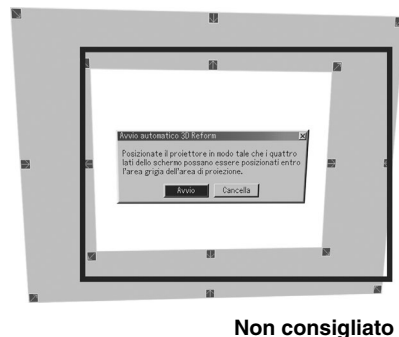 Avvio automatico 3D Reform
Posizionate il proiettore in modo tale che i quattro
lati dello schermo possano essere posizionati entro
l'area grigia dell'area di proiezione.
Avvio
Cancella
Non consigliato